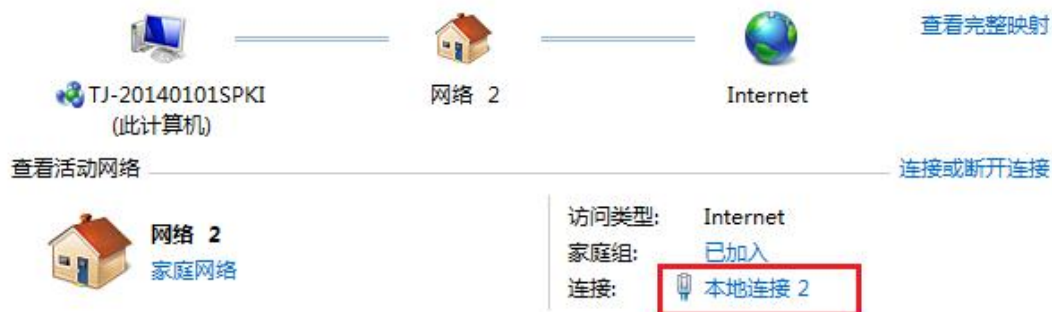 查看完整映射
TJ-20140101SPKI
(此计算机)
网络 2
Internet
查看活动网络
连接或断开连接
网络 2
家庭网络
访问类型: Internet
家庭组: 已加入
连接: 本地连接 2